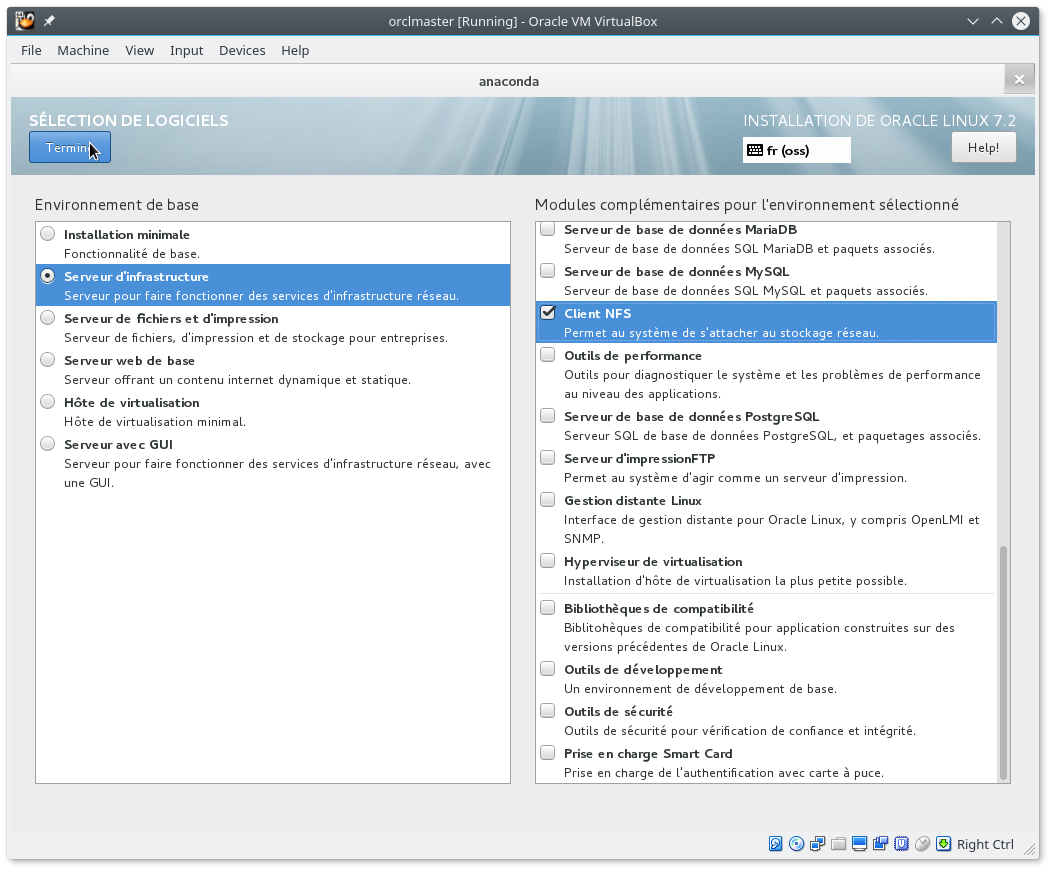 orclmaster [Running] - Oracle VM VirtualBox
File Machine View Input Devices Help
anaconda
SÉLECTION DE LOGICIELS
INSTALLATION DE ORACLE LINUX 7.2
fr (oss)
Help!
Environnement de base
Installation minimale
Fonctionnalité de base.
Serveur d'infrastructure
Serveur pour faire fonctionner des services d'infrastructure réseau.
Serveur de fichiers et d'impression
Serveur de fichiers, d'impression et de stockage pour entreprises.
Serveur web de base
Serveur offrant un contenu internet dynamique et statique.
Hôte de virtualisation
Hôte de virtualisation minimal.
Serveur avec GUI
Serveur pour faire fonctionner des services d'infrastructure réseau, avec
une GUI.
Modules complémentaires pour l'environnement sélectionné
Serveur de base de données MariaDB
Serveur de base de données SQL MariaDB et paquets associés.
Serveur de base de données MySQL
Serveur de base de données SQL MySQL et paquets associés.
Client NFS
Permet au système de s'attacher au stockage réseau.
Outils de performance
Outils pour diagnostiquer le système et les problèmes de performance
au niveau des applications.
Serveur de base de données PostgreSQL
Serveur SQL de base de données PostgreSQL, et paquetages associés.
Serveur d'impressionFTP
Permet au système d'agir comme un serveur d'impression.
Gestion distante Linux
Interface de gestion distante pour Oracle Linux, y compris OpenLMI et
SNMP.
Hyperviseur de virtualisation
Installation d'hôte de virtualisation la plus petite possible.
Bibliothèques de compatibilité
Biblitohèques de compatibilité pour application construites sur des
versions précédentes de Oracle Linux.
Outils de développement
Un environnement de développement de base.
Outils de sécurité
Outils de sécurité pour vérification de confiance et intégrité.
Prise en charge Smart Card
Prise en charge de l'authentification avec carte à puce.
Right Ctrl